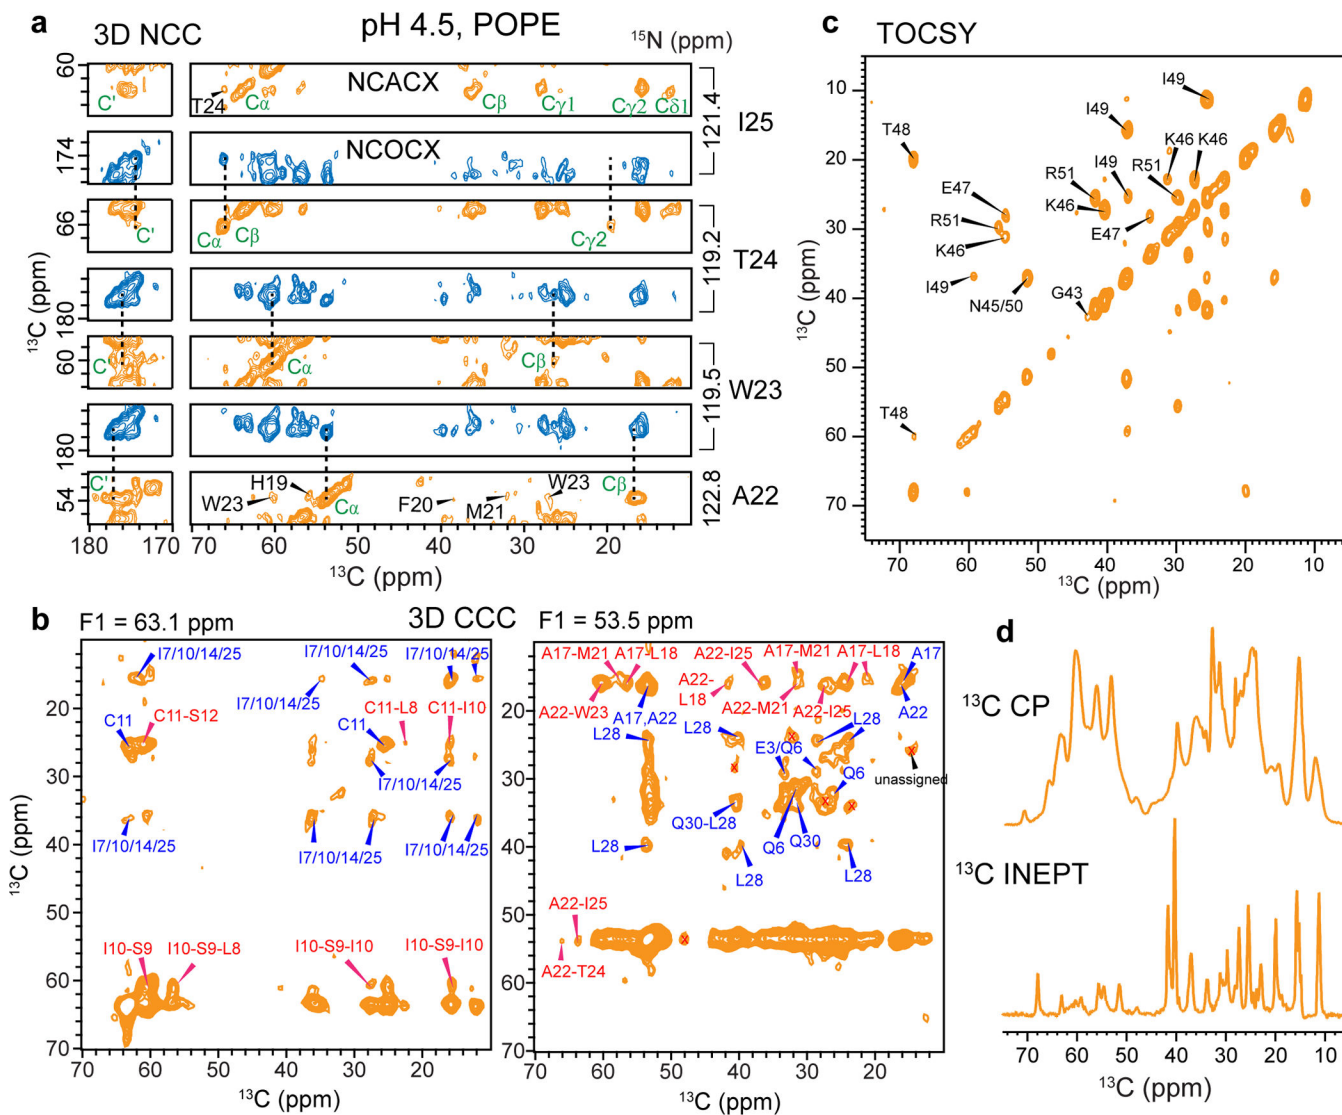 a
3D NCC
pH 4.5, POPE
¹⁵N (ppm)
60
NCACX
C'
T24
Cα
Cβ
Cγ1
Cγ2
Cδ1
121.4
I25
174
NCOCX
66
C'
Cα
Cβ
Cγ2
119.2
T24
180
¹³C (ppm)
60
C'
Cα
Cβ
119.5
W23
180
54
C'
W23
H19
Cα
F20
M21
W23
Cβ
122.8
A22
180
170
70
60
50
40
30
20
¹³C (ppm)
c
TOCSY
10
20
30
40
50
60
70
¹³C (ppm)
I49
I49
T48
K46
K46
I49
R51
R51
E47
K46
R51
E47
K46
I49
N45/50
G43
T48
70
60
50
40
30
20
10
¹³C (ppm)
b
F1 = 63.1 ppm
3D CCC
F1 = 53.5 ppm
I7/10/14/25
I7/10/14/25
I7/10/14/25
I7/10/14/25
C11
C11-S12
C11
C11-L8
C11-I10
I7/10/14/25
I7/10/14/25
I7/10/14/25
I7/10/14/25
I10-S9
I10-S9-L8
I10-S9-I10
I10-S9-I10
20
30
40
50
60
70
¹³C (ppm)
70
60
50
40
30
20
¹³C (ppm)
A17-M21
A17-L18
A22-I25
A17-M21
A17-L18
A17
A22-
L18
A22-W23
A17,A22
A22-M21
A22-I25
A22
L28
L28
L28
E3/Q6
Q6
x
x
x
x
x
unassigned
Q30-L28
Q6
Q30
L28
L28
L28
A22-I25
A22-T24
x
20
30
40
50
60
70
70
60
50
40
30
20
¹³C (ppm)
d
¹³C CP
¹³C INEPT
70
60
50
40
30
20
10
¹³C (ppm)